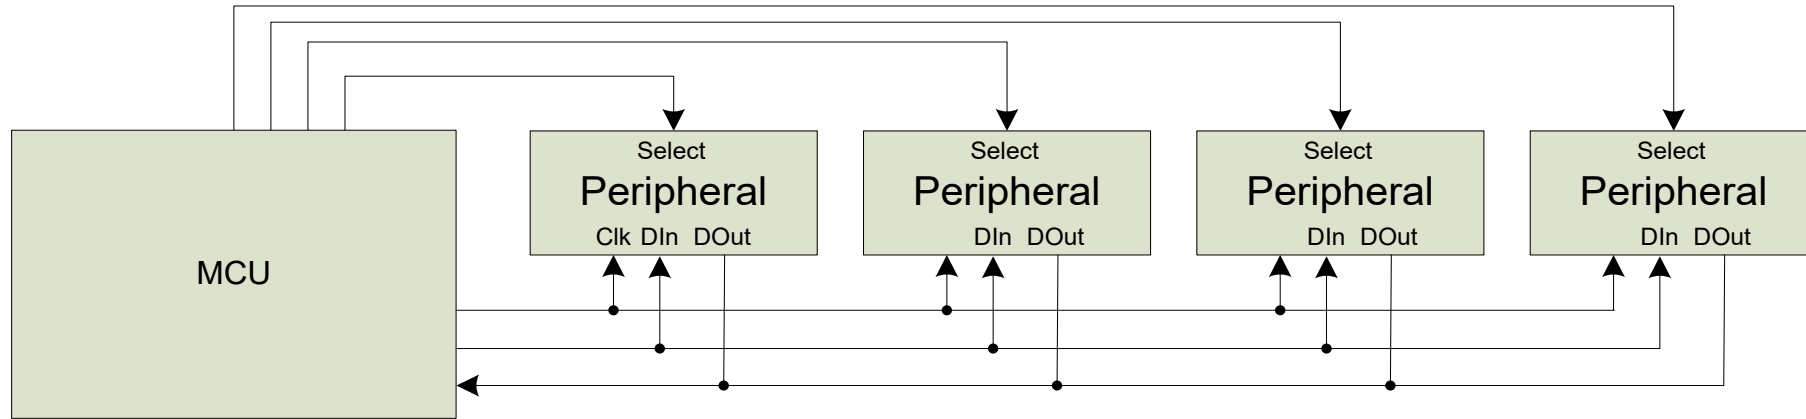 MCU
Select
Peripheral
Clk DIn DOut
Select
Peripheral
DIn DOut
Select
Peripheral
DIn DOut
Select
Peripheral
DIn DOut